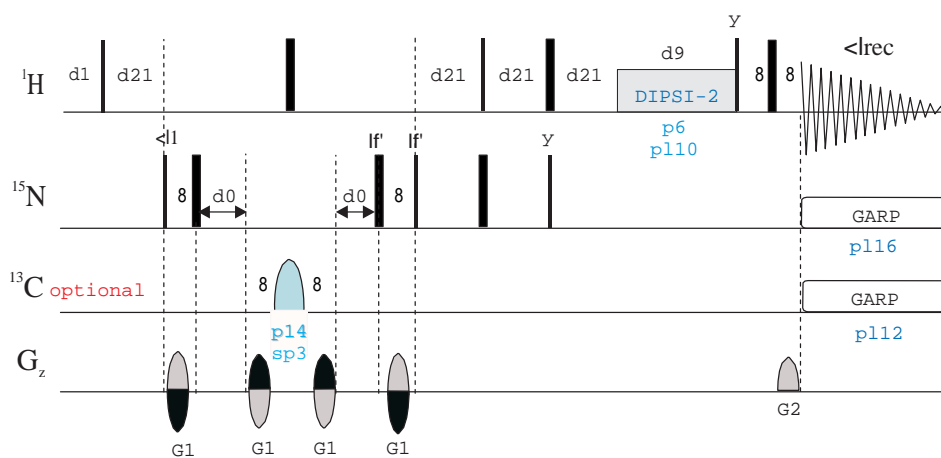 y
d9
<lrec
d1 d21 d21 d21 d21 8 8
¹H
DIPSI-2
p6
pl10
<l1 lf' lf' y
¹⁵N
8 d0 d0 8
GARP
pl16
¹³C optional 8 8
GARP
p14
sp3
pl12
G_z
G1 G1 G1 G1 G2